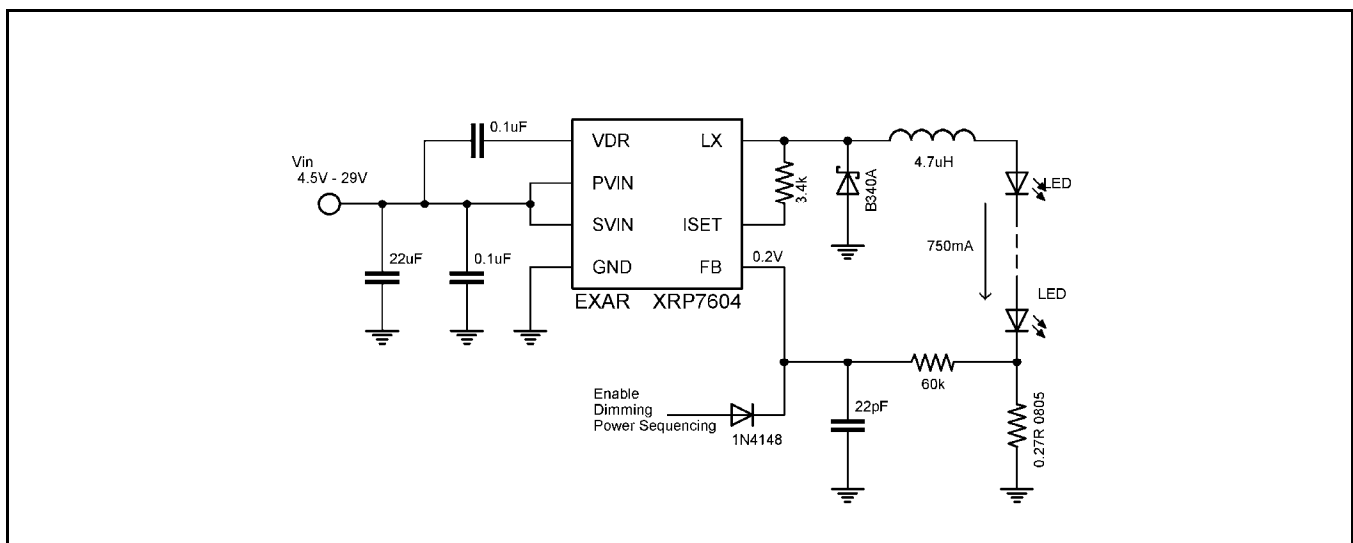 Vin
4.5V - 29V
0.1uF
22uF
0.1uF
VDR
PVIN
SVIN
GND
LX
ISET
FB
EXAR XRP7604
0.2V
3.4k
B340A
4.7uH
LED
750mA
LED
60k
22pF
0.27R 0805
Enable
Dimming
Power Sequencing
1N4148